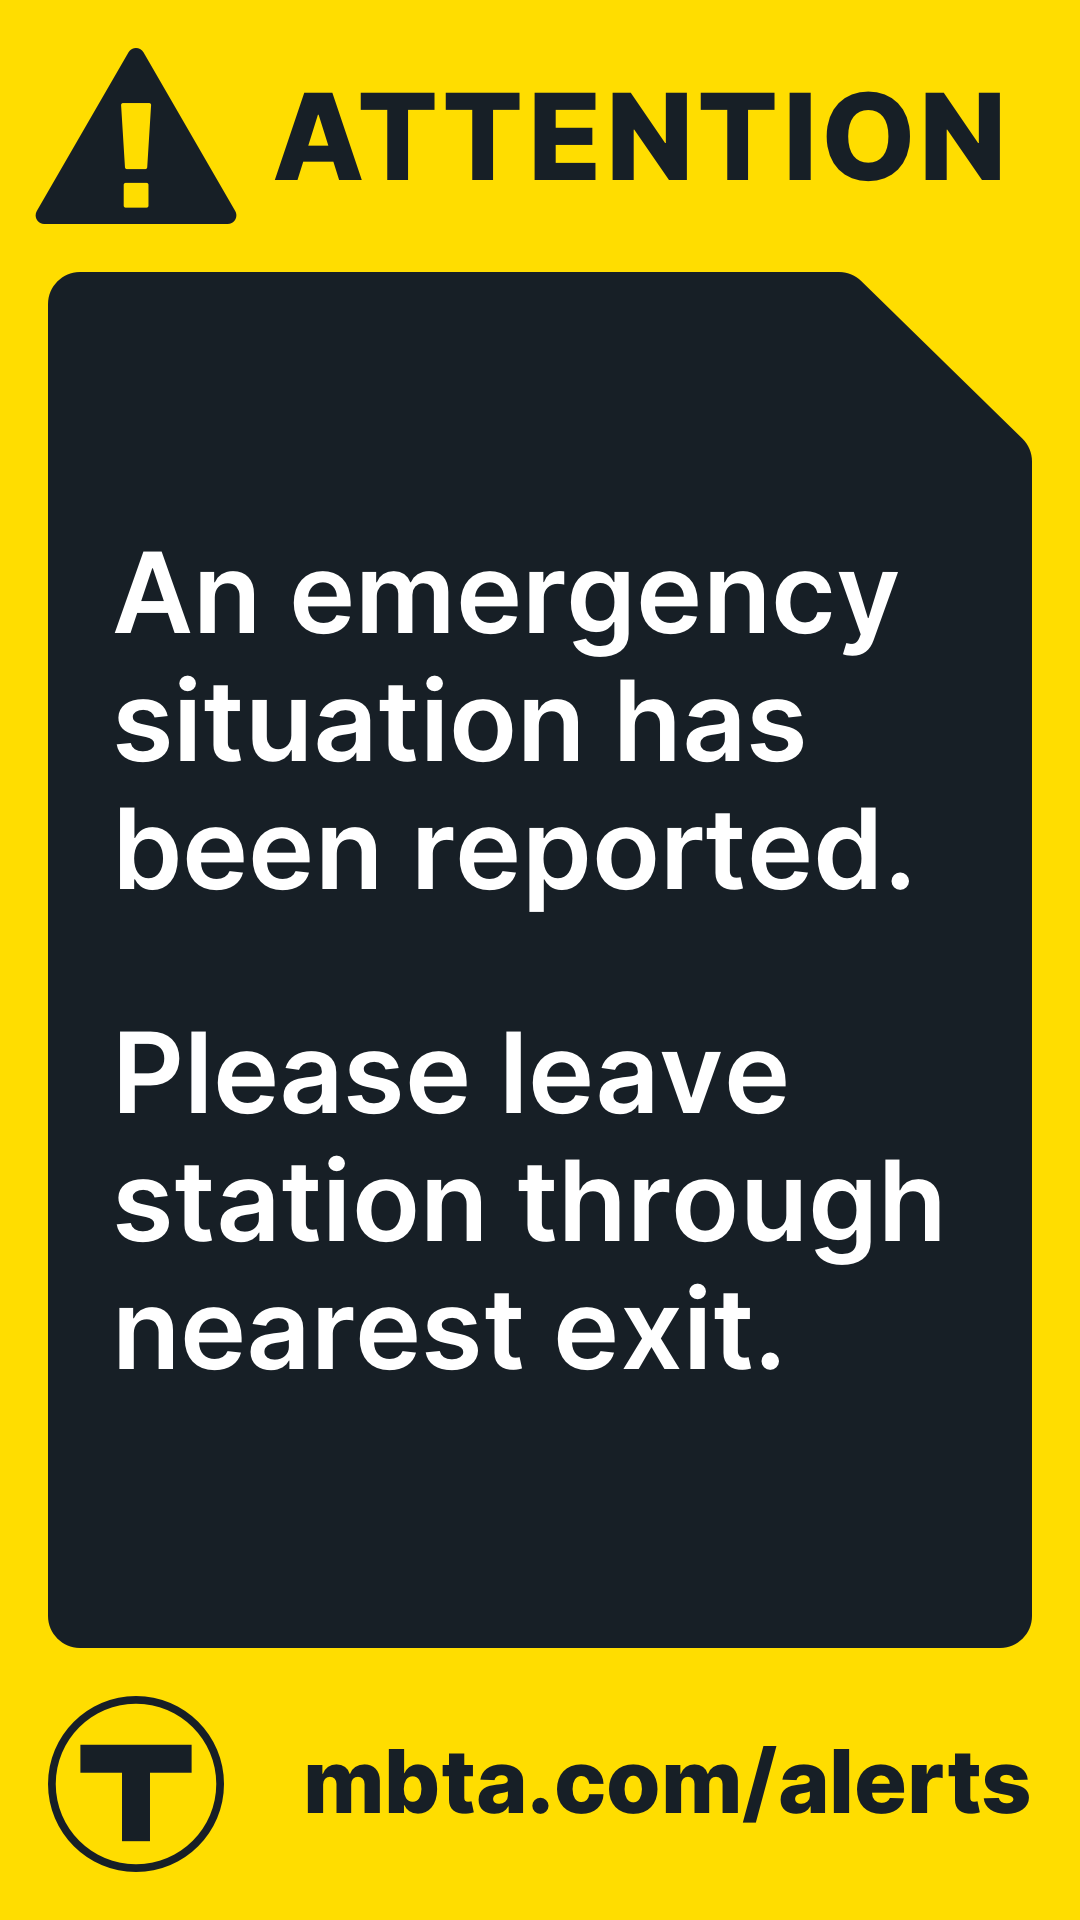 ATTENTION
An emergency
situation has
been reported.
Please leave
station through
nearest exit.
T
mbta.com/alerts